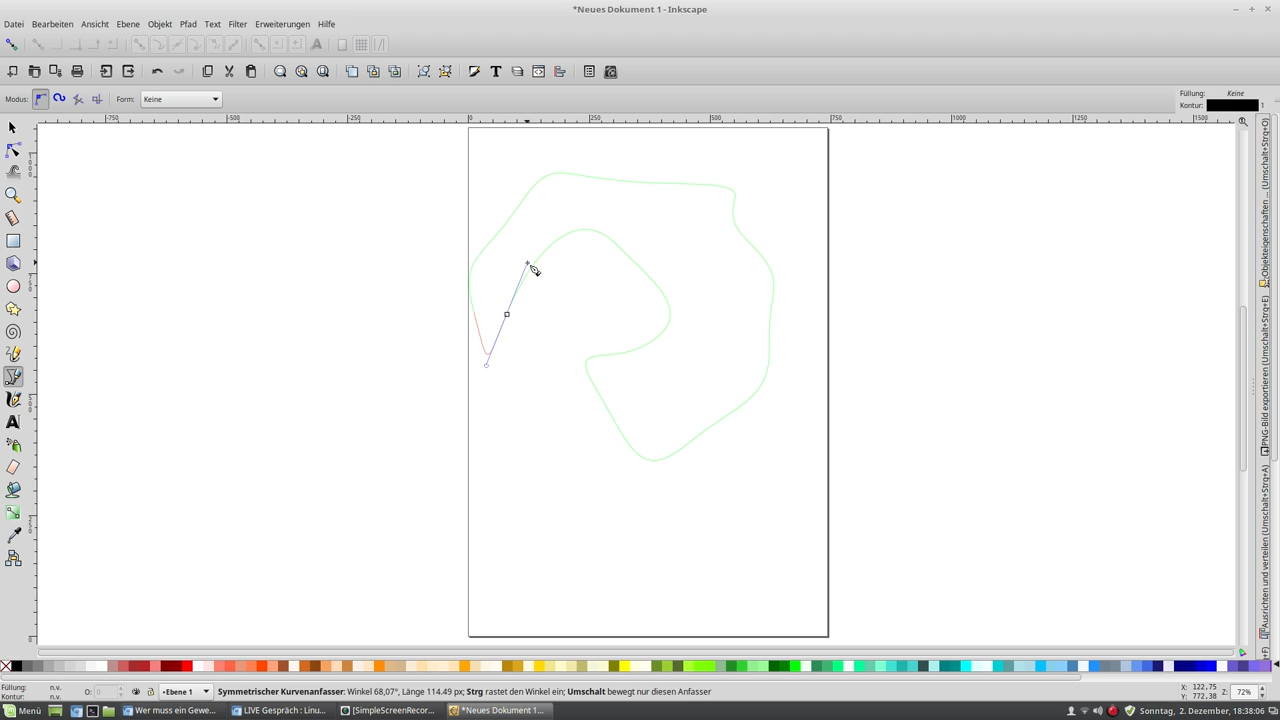 *Neues Dokument 1 - Inkscape
Datei Bearbeiten Ansicht Ebene Objekt Pfad Text Filter Erweiterungen Hilfe
Modus: Form: Keine
Füllung: Keine
Kontur: 1
-750 -500 -250 0 250 500 750 1000 1250 1500
Objekteigenschaften ... (Umschalt+Strg+O)
PNG-Bild exportieren (Umschalt+Strg+E)
Ausrichten und verteilen (Umschalt+Strg+A)
Füllung: n.v.
Kontur: n.v.
O: 0
•Ebene 1
Symmetrischer Kurvenanfasser: Winkel 68,07°, Länge 114.49 px; Strg rastet den Winkel ein; Umschalt bewegt nur diesen Anfasser
X: 122,75
Y: 772,38
Z: 72%
Menü
Wer muss ein Gewe...
LIVE Gespräch : Linu...
[SimpleScreenRecor...
*Neues Dokument 1...
Sonntag, 2. Dezember, 18:38:06